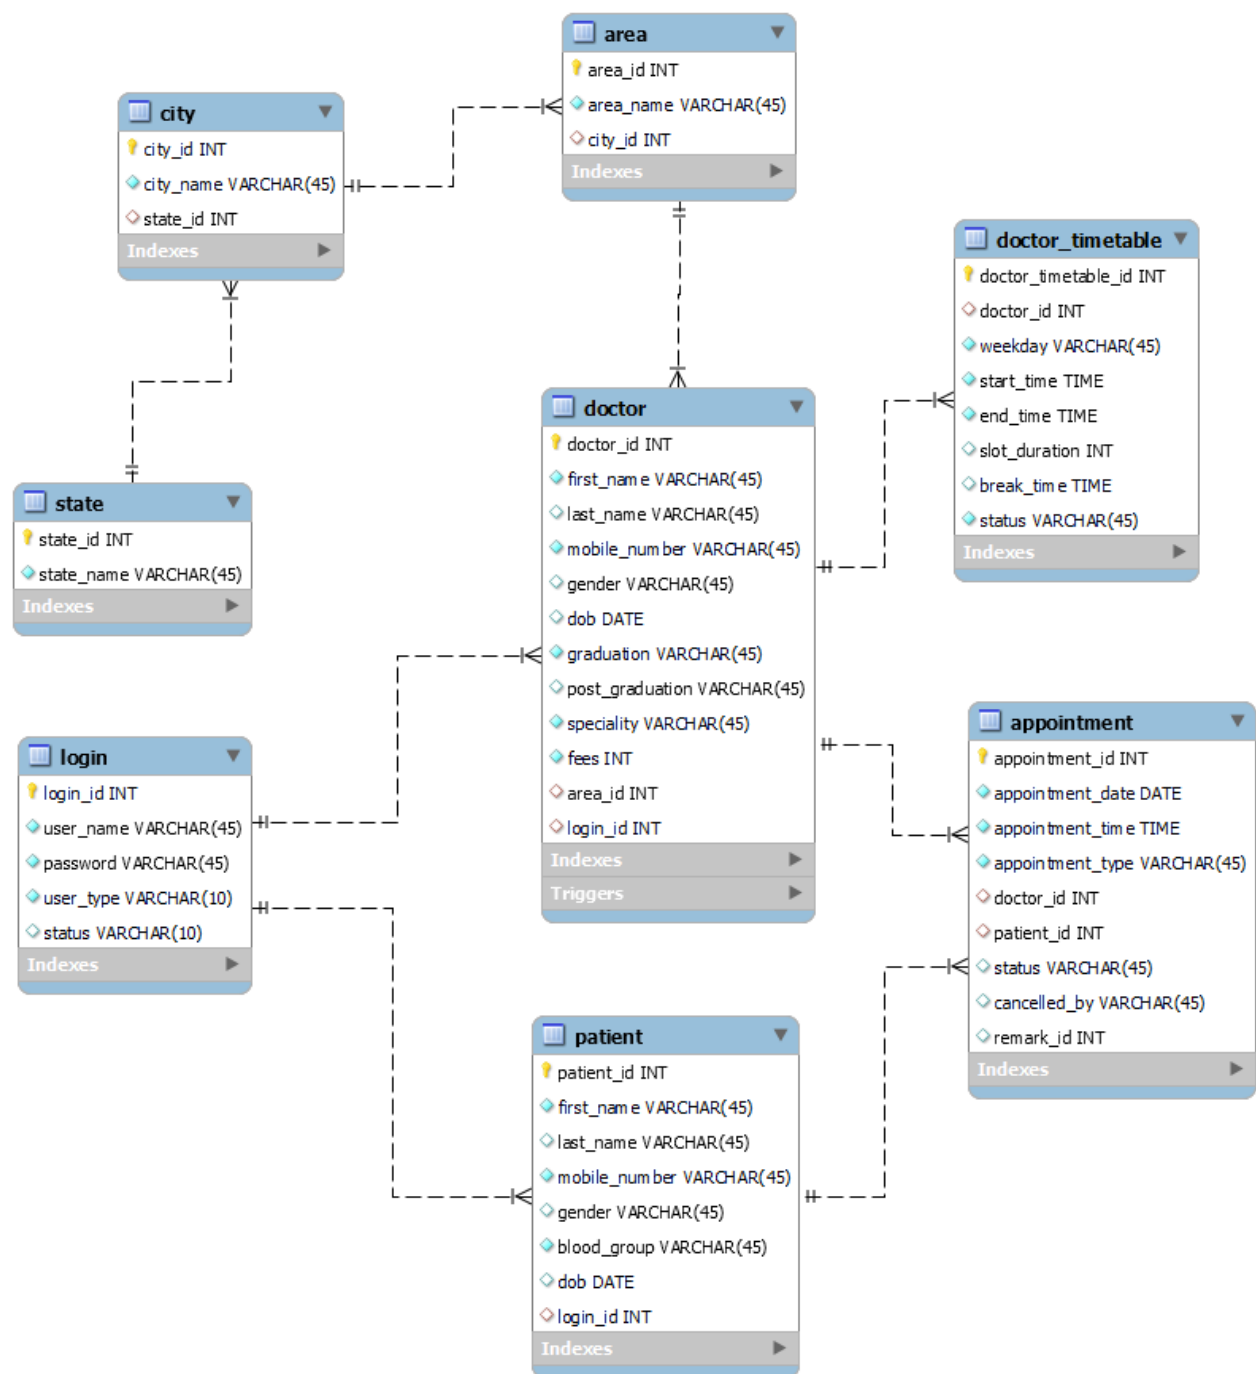 area
area_id INT
area_name VARCHAR(45)
city_id INT
Indexes
city
city_id INT
city_name VARCHAR(45)
state_id INT
Indexes
doctor_timetable
doctor_timetable_id INT
doctor_id INT
weekday VARCHAR(45)
start_time TIME
end_time TIME
slot_duration INT
break_time TIME
status VARCHAR(45)
Indexes
doctor
doctor_id INT
first_name VARCHAR(45)
last_name VARCHAR(45)
mobile_number VARCHAR(45)
gender VARCHAR(45)
dob DATE
graduation VARCHAR(45)
post_graduation VARCHAR(45)
speciality VARCHAR(45)
fees INT
area_id INT
login_id INT
Indexes
Triggers
state
state_id INT
state_name VARCHAR(45)
Indexes
login
login_id INT
user_name VARCHAR(45)
password VARCHAR(45)
user_type VARCHAR(10)
status VARCHAR(10)
Indexes
appointment
appointment_id INT
appointment_date DATE
appointment_time TIME
appointment_type VARCHAR(45)
doctor_id INT
patient_id INT
status VARCHAR(45)
cancelled_by VARCHAR(45)
remark_id INT
Indexes
patient
patient_id INT
first_name VARCHAR(45)
last_name VARCHAR(45)
mobile_number VARCHAR(45)
gender VARCHAR(45)
blood_group VARCHAR(45)
dob DATE
login_id INT
Indexes